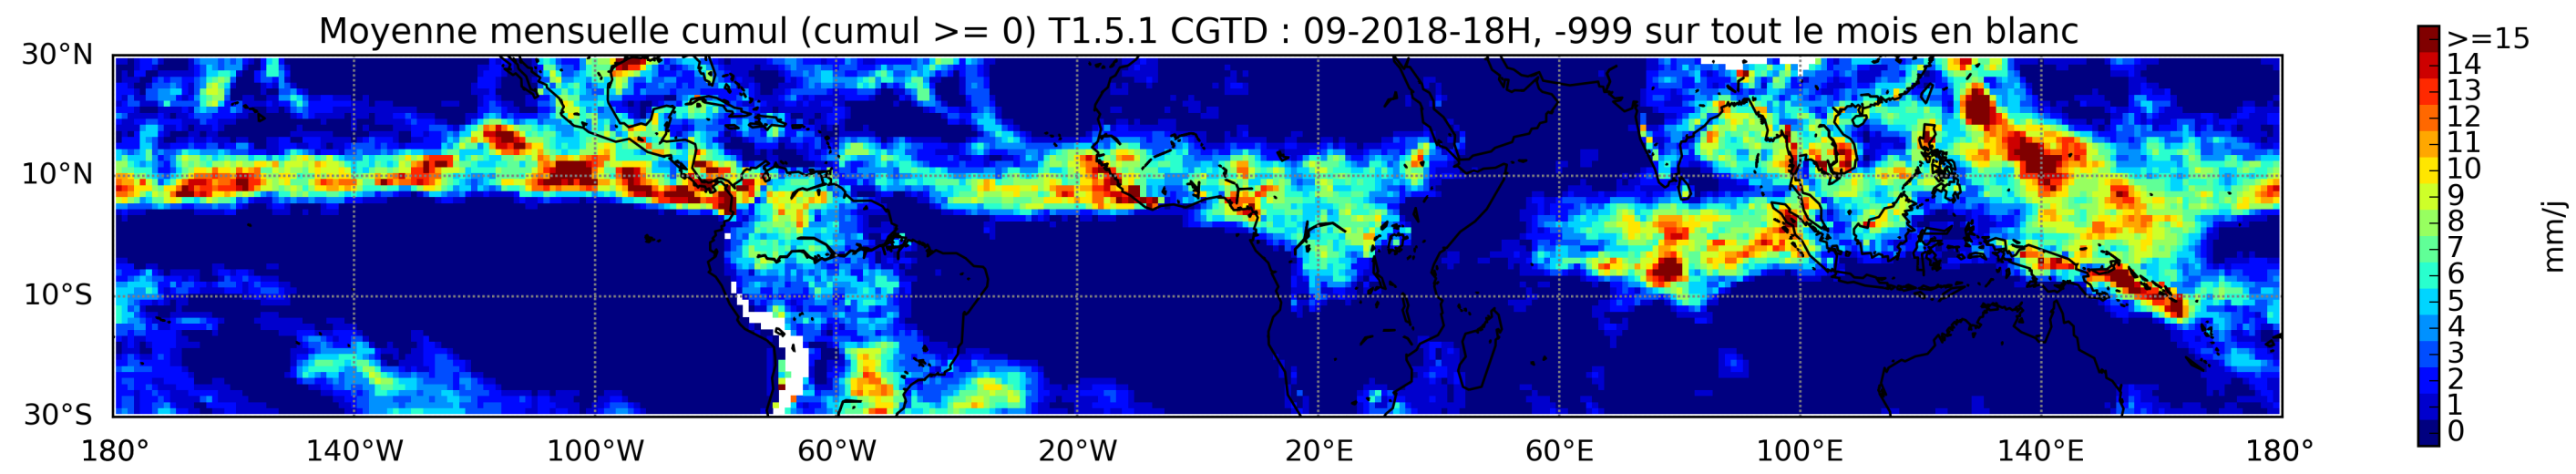 Moyenne mensuelle cumul (cumul >= 0) T1.5.1 CGTD : 09-2018-18H, -999 sur tout le mois en blanc
30°N
10°N
10°S
30°S
180°
140°W
100°W
60°W
20°W
20°E
60°E
100°E
140°E
180°
>=15
14
13
12
11
10
9
8
7
6
5
4
3
2
1
0
mm/j